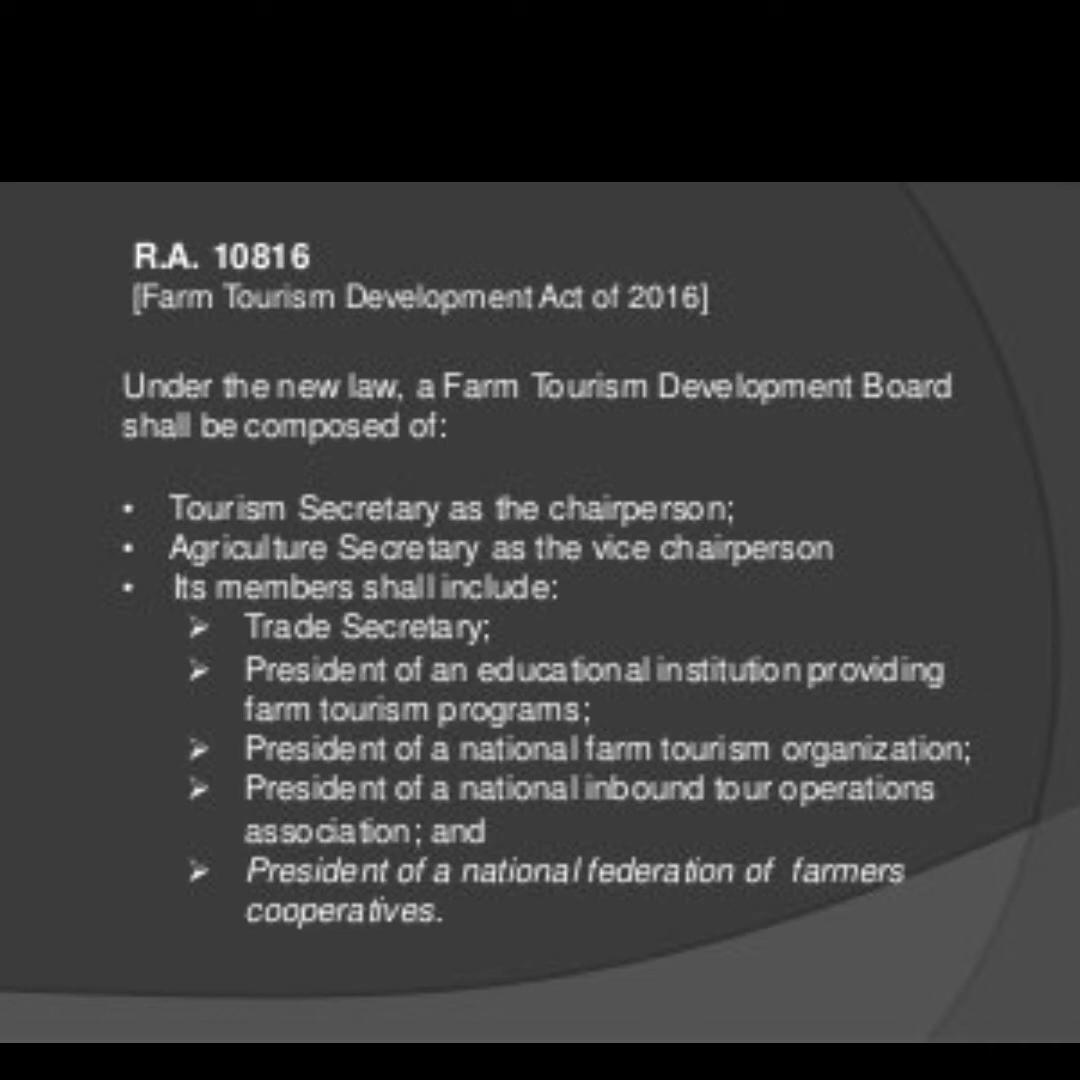 R.A. 10816
[Farm Tourism Development Act of 2016]
Under the new law, a Farm Tourism Development Board
shall be composed of:
• Tourism Secretary as the chairperson;
• Agriculture Secretary as the vice chairperson
• Its members shall include:
➢ Trade Secretary;
➢ President of an educational institution providing
farm tourism programs;
➢ President of a national farm tourism organization;
➢ President of a national inbound tour operations
association; and
➢ President of a national federation of farmers
cooperatives.